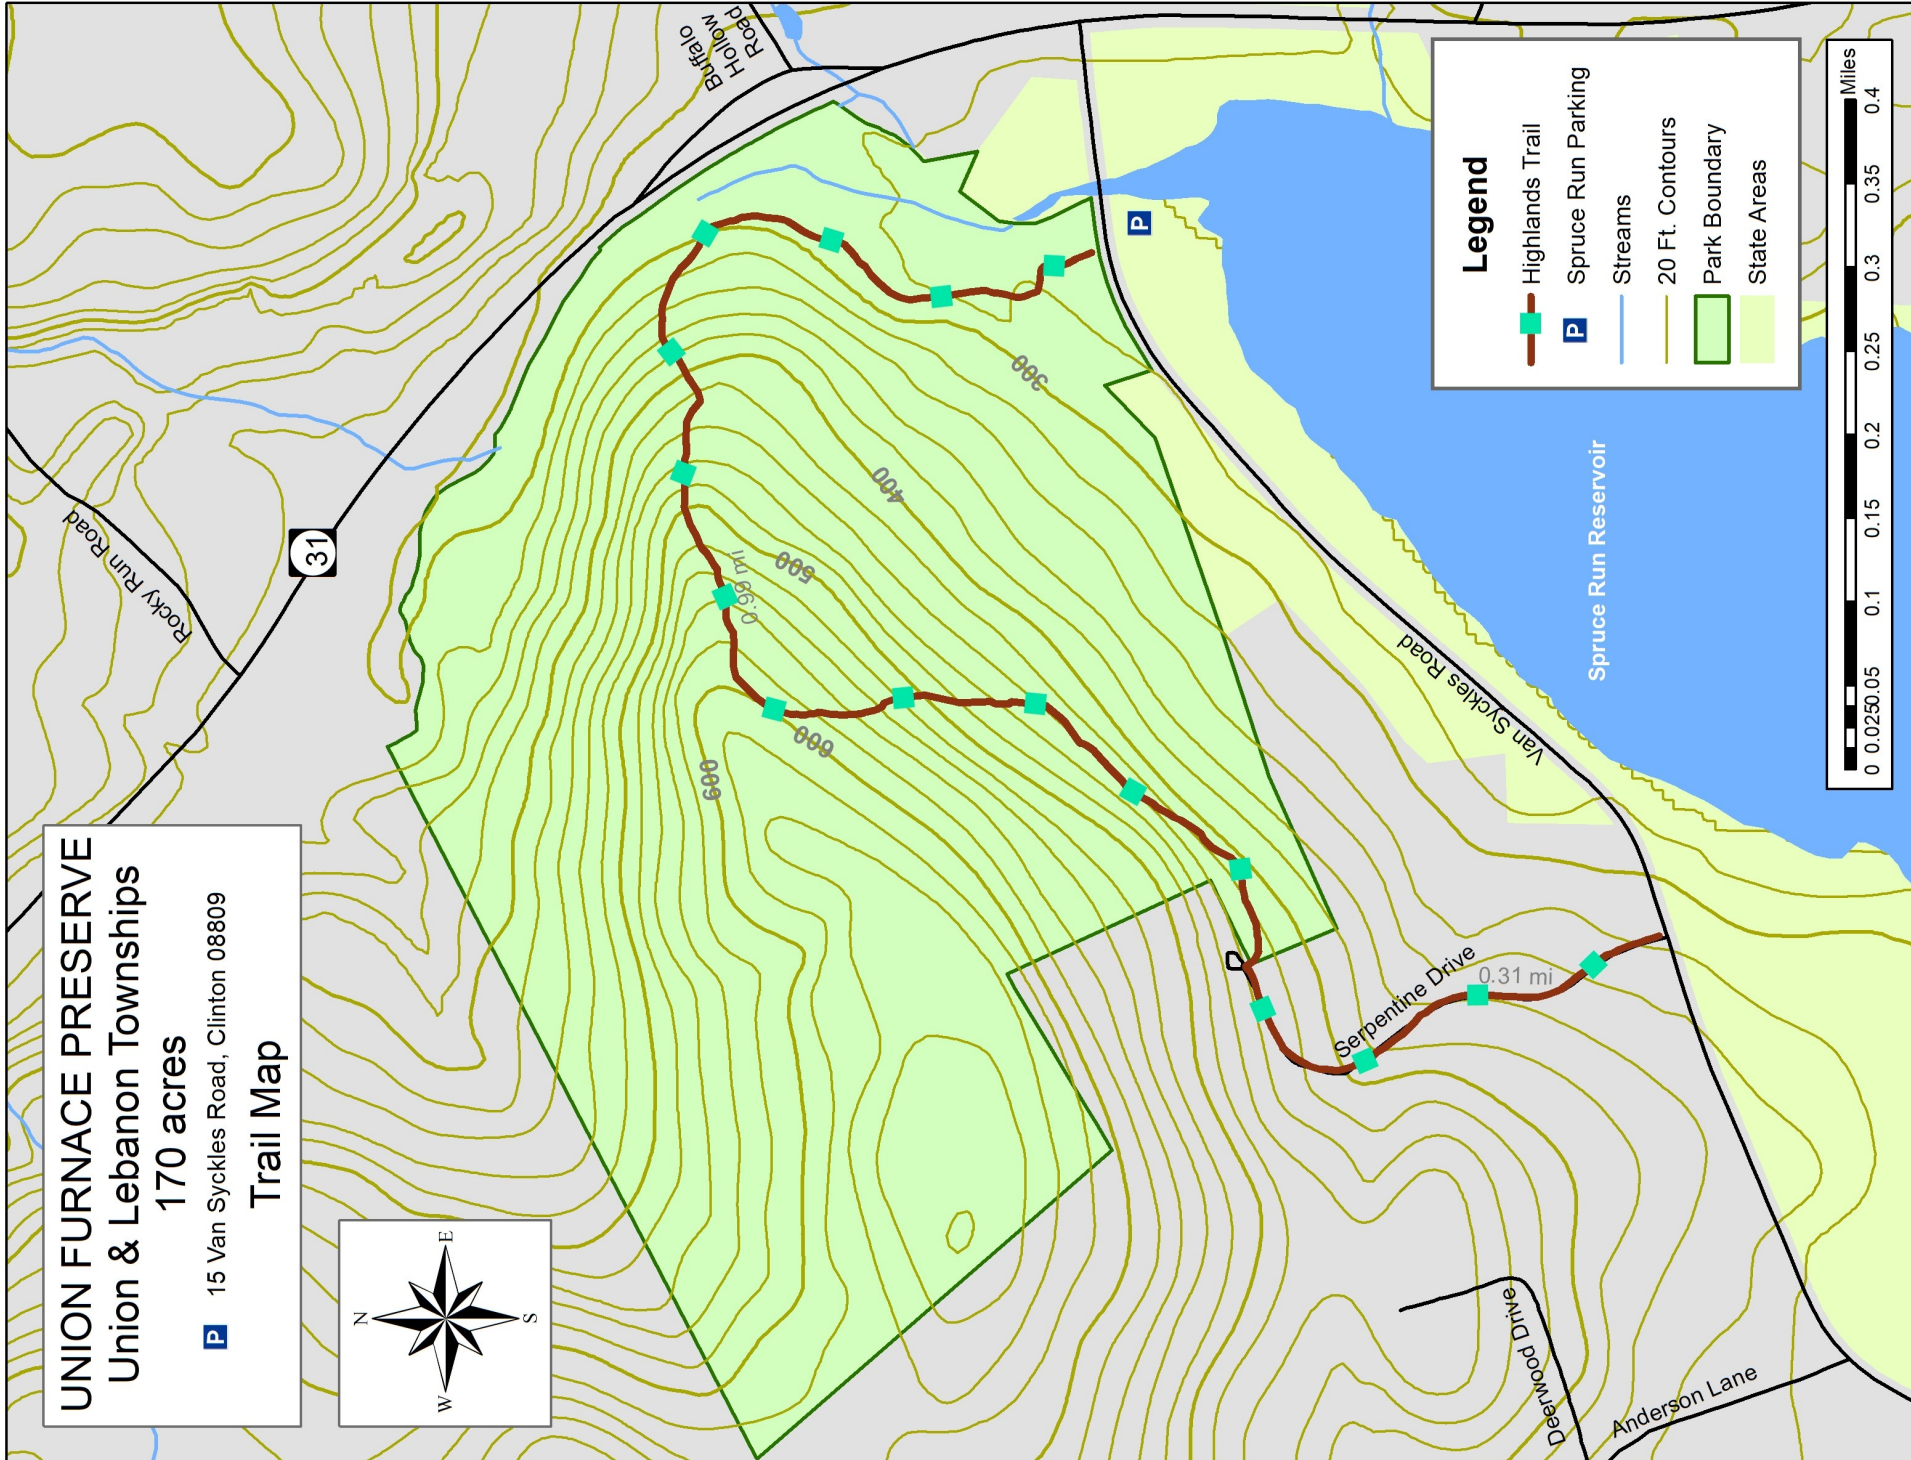 UNION FURNACE PRESERVE
Union & Lebanon Townships
170 acres
P 15 Van Syckles Road, Clinton 08809
Trail Map
N
W
E
S
Rocky Run Road
31
Buffalo
Hollow
Road
600
600
500
400
300
0.99 mi
P
Van Syckles Road
Spruce Run Reservoir
Serpentine Drive
0.31 mi
Deerwood Drive
Anderson Lane
Legend
Highlands Trail
P Spruce Run Parking
Streams
20 Ft. Contours
Park Boundary
State Areas
0 0.025 0.05 0.1 0.15 0.2 0.25 0.3 0.35 0.4
Miles